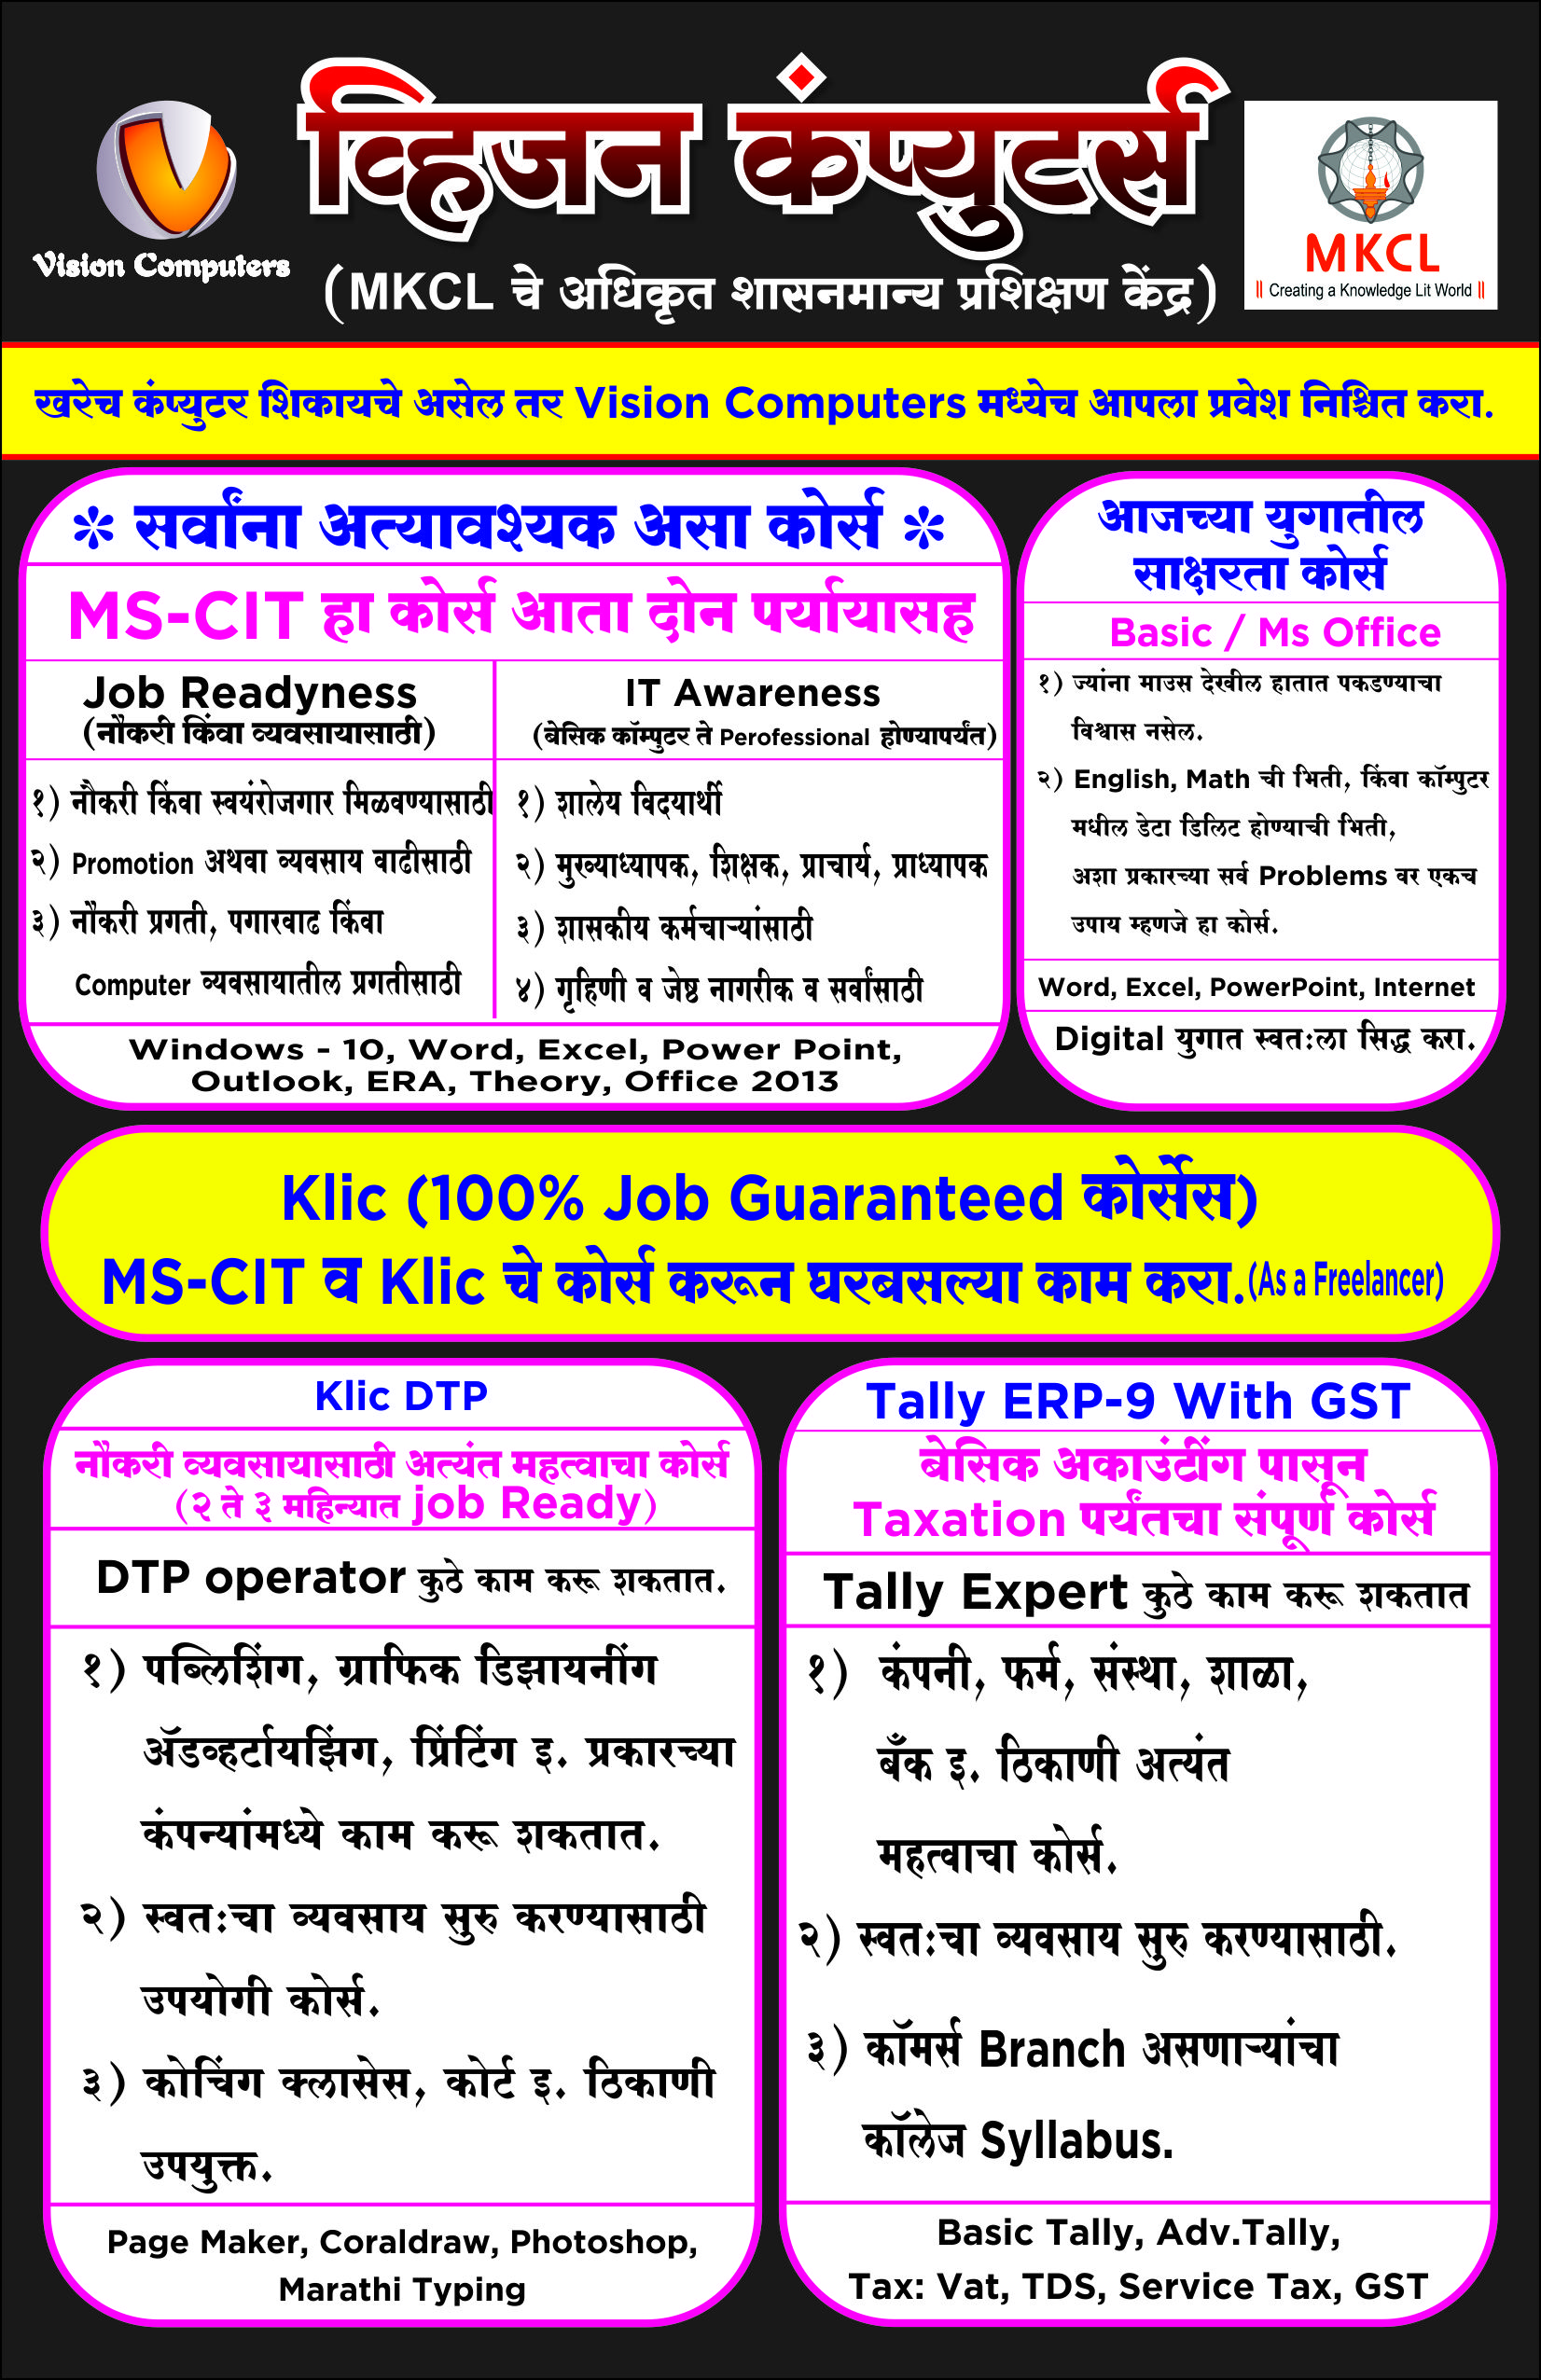 व्हिजन कंप्युटर्स
Vision Computers
(MKCL चे अधिकृत शासनमान्य प्रशिक्षण केंद्र)
MKCL
|| Creating a Knowledge Lit World ||
खरेच कंप्युटर शिकायचे असेल तर Vision Computers मध्येच आपला प्रवेश निश्चित करा.
* सर्वांना अत्यावश्यक असा कोर्स *
MS-CIT हा कोर्स आता दोन पर्यायासह
Job Readyness
(नौकरी किंवा व्यवसायासाठी)
१) नौकरी किंवा स्वयंरोजगार मिळवण्यासाठी
२) Promotion अथवा व्यवसाय वाढीसाठी
३) नौकरी प्रगती, पगारवाढ किंवा
Computer व्यवसायातील प्रगतीसाठी
IT Awareness
(बेसिक कॉम्पुटर ते Perofessional होण्यापर्यंत)
१) शालेय विदयार्थी
२) मुख्याध्यापक, शिक्षक, प्राचार्य, प्राध्यापक
३) शासकीय कर्मचाऱ्यांसाठी
४) गृहिणी व जेष्ठ नागरीक व सर्वांसाठी
Windows - 10, Word, Excel, Power Point,
Outlook, ERA, Theory, Office 2013
आजच्या युगातील
साक्षरता कोर्स
Basic / Ms Office
१) ज्यांना माउस देखील हातात पकडण्याचा
विश्वास नसेल.
२) English, Math ची भिती, किंवा कॉम्पुटर
मधील डेटा डिलिट होण्याची भिती,
अशा प्रकारच्या सर्व Problems वर एकच
उपाय म्हणजे हा कोर्स.
Word, Excel, PowerPoint, Internet
Digital युगात स्वतःला सिद्ध करा.
Klic (100% Job Guaranteed कोर्सेस)
MS-CIT व Klic चे कोर्स करून घरबसल्या काम करा.(As a Freelancer)
Klic DTP
नौकरी व्यवसायासाठी अत्यंत महत्वाचा कोर्स
(२ ते ३ महिन्यात job Ready)
DTP operator कुठे काम करू शकतात.
१) पब्लिशिंग, ग्राफिक डिझायनींग
ॲडव्हर्टायझिंग, प्रिंटिंग इ. प्रकारच्या
कंपन्यांमध्ये काम करू शकतात.
२) स्वतःचा व्यवसाय सुरु करण्यासाठी
उपयोगी कोर्स.
३) कोचिंग क्लासेस, कोर्ट इ. ठिकाणी
उपयुक्त.
Page Maker, Coraldraw, Photoshop,
Marathi Typing
Tally ERP-9 With GST
बेसिक अकाउंटींग पासून
Taxation पर्यंतचा संपूर्ण कोर्स
Tally Expert कुठे काम करू शकतात
१) कंपनी, फर्म, संस्था, शाळा,
बँक इ. ठिकाणी अत्यंत
महत्वाचा कोर्स.
२) स्वतःचा व्यवसाय सुरु करण्यासाठी.
३) कॉमर्स Branch असणाऱ्यांचा
कॉलेज Syllabus.
Basic Tally, Adv.Tally,
Tax: Vat, TDS, Service Tax, GST